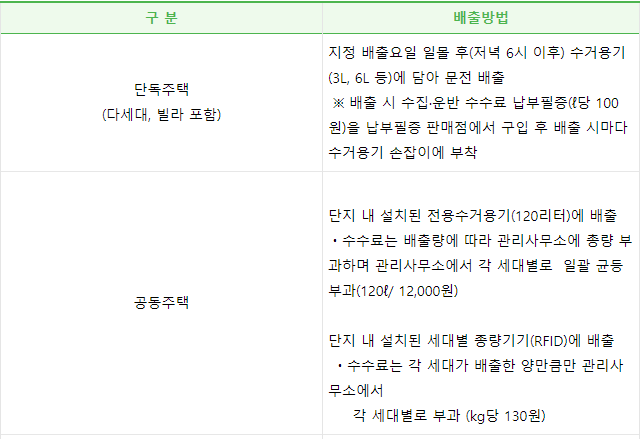 구 분
배출방법
단독주택
(다세대, 빌라 포함)
지정 배출요일 일몰 후(저녁 6시 이후) 수거용기
(3L, 6L 등)에 담아 문전 배출
※ 배출 시 수집·운반 수수료 납부필증(ℓ당 100
원)을 납부필증 판매점에서 구입 후 배출 시마다
수거용기 손잡이에 부착
공동주택
단지 내 설치된 전용수거용기(120리터)에 배출
・수수료는 배출량에 따라 관리사무소에 종량 부
과하며 관리사무소에서 각 세대별로 일괄 균등
부과(120ℓ/ 12,000원)
단지 내 설치된 세대별 종량기기(RFID)에 배출
・수수료는 각 세대가 배출한 양만큼만 관리사
무소에서
각 세대별로 부과 (kg당 130원)